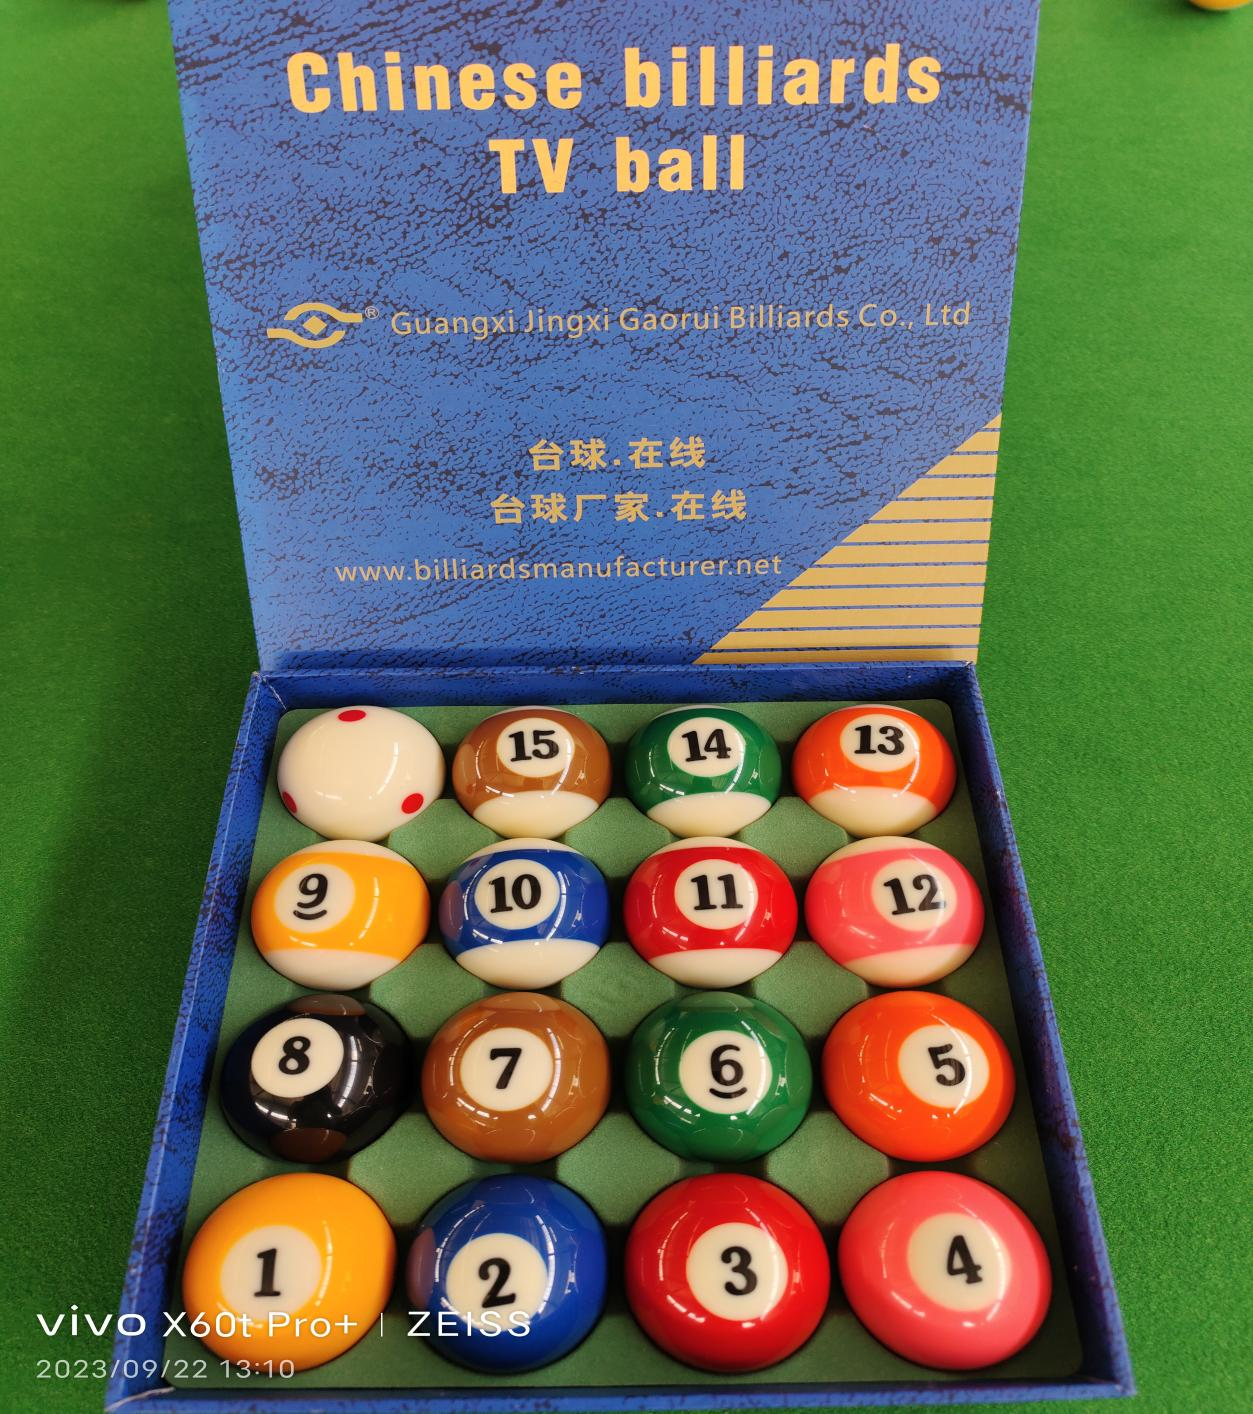 Chinese billiards
TV ball
® Guangxi Jingxi Gaorui Billiards Co., Ltd
台球.在线
台球厂家.在线
www.billiardsmanufacturer.net
15 14 13
9 10 11 12
8 7 6 5
1 2 3 4
vivo X60t Pro+ | ZEISS
2023/09/22 13:10